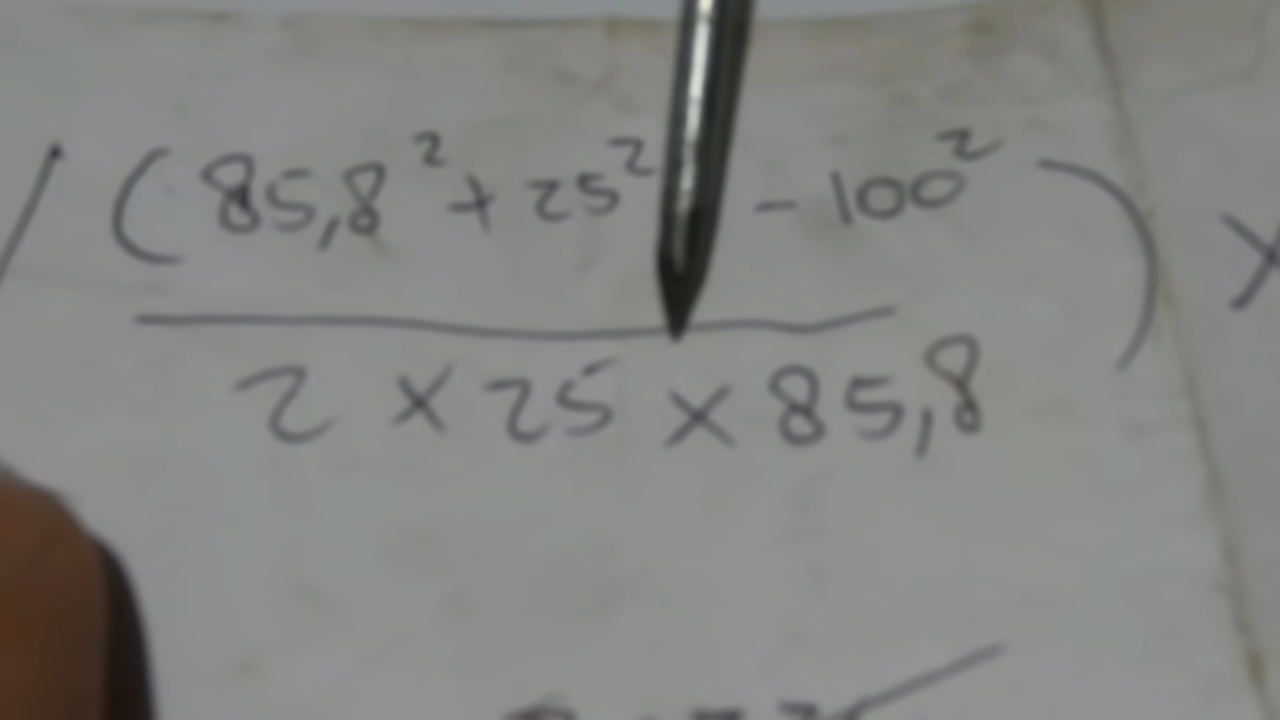 / (85,8² + 25² - 100²) x
2 x 25 x 85,8